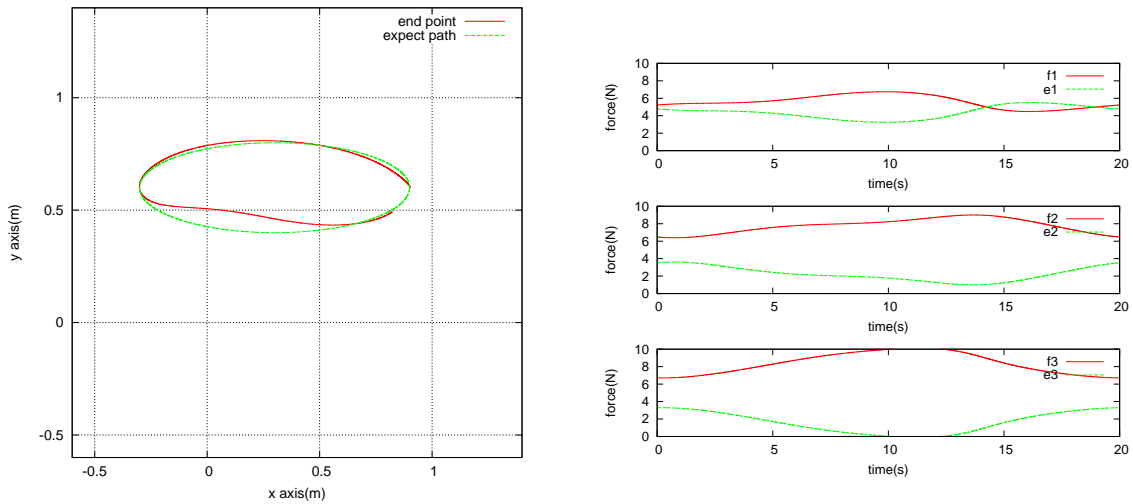 end point
expect path
1
0.5
0
-0.5
-0.5 0 0.5 1
x axis(m)
y axis(m)
f1
e1
10
8
6
4
2
0
0 5 10 15 20
time(s)
force(N)
f2
e2
10
8
6
4
2
0
0 5 10 15 20
time(s)
force(N)
f3
e3
10
8
6
4
2
0
0 5 10 15 20
time(s)
force(N)